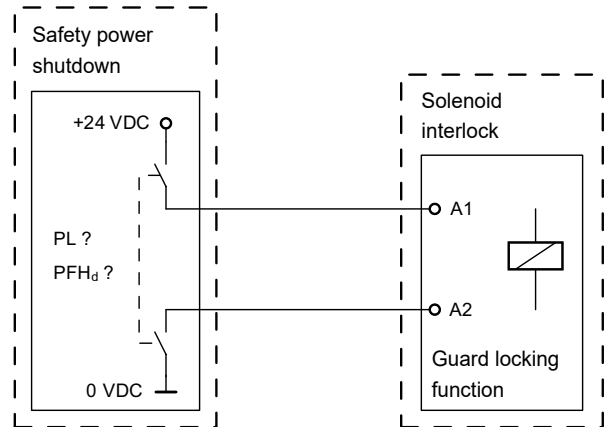 Safety power
shutdown
+24 VDC
PL ?
PFHd ?
0 VDC
Solenoid
interlock
A1
A2
Guard locking
function